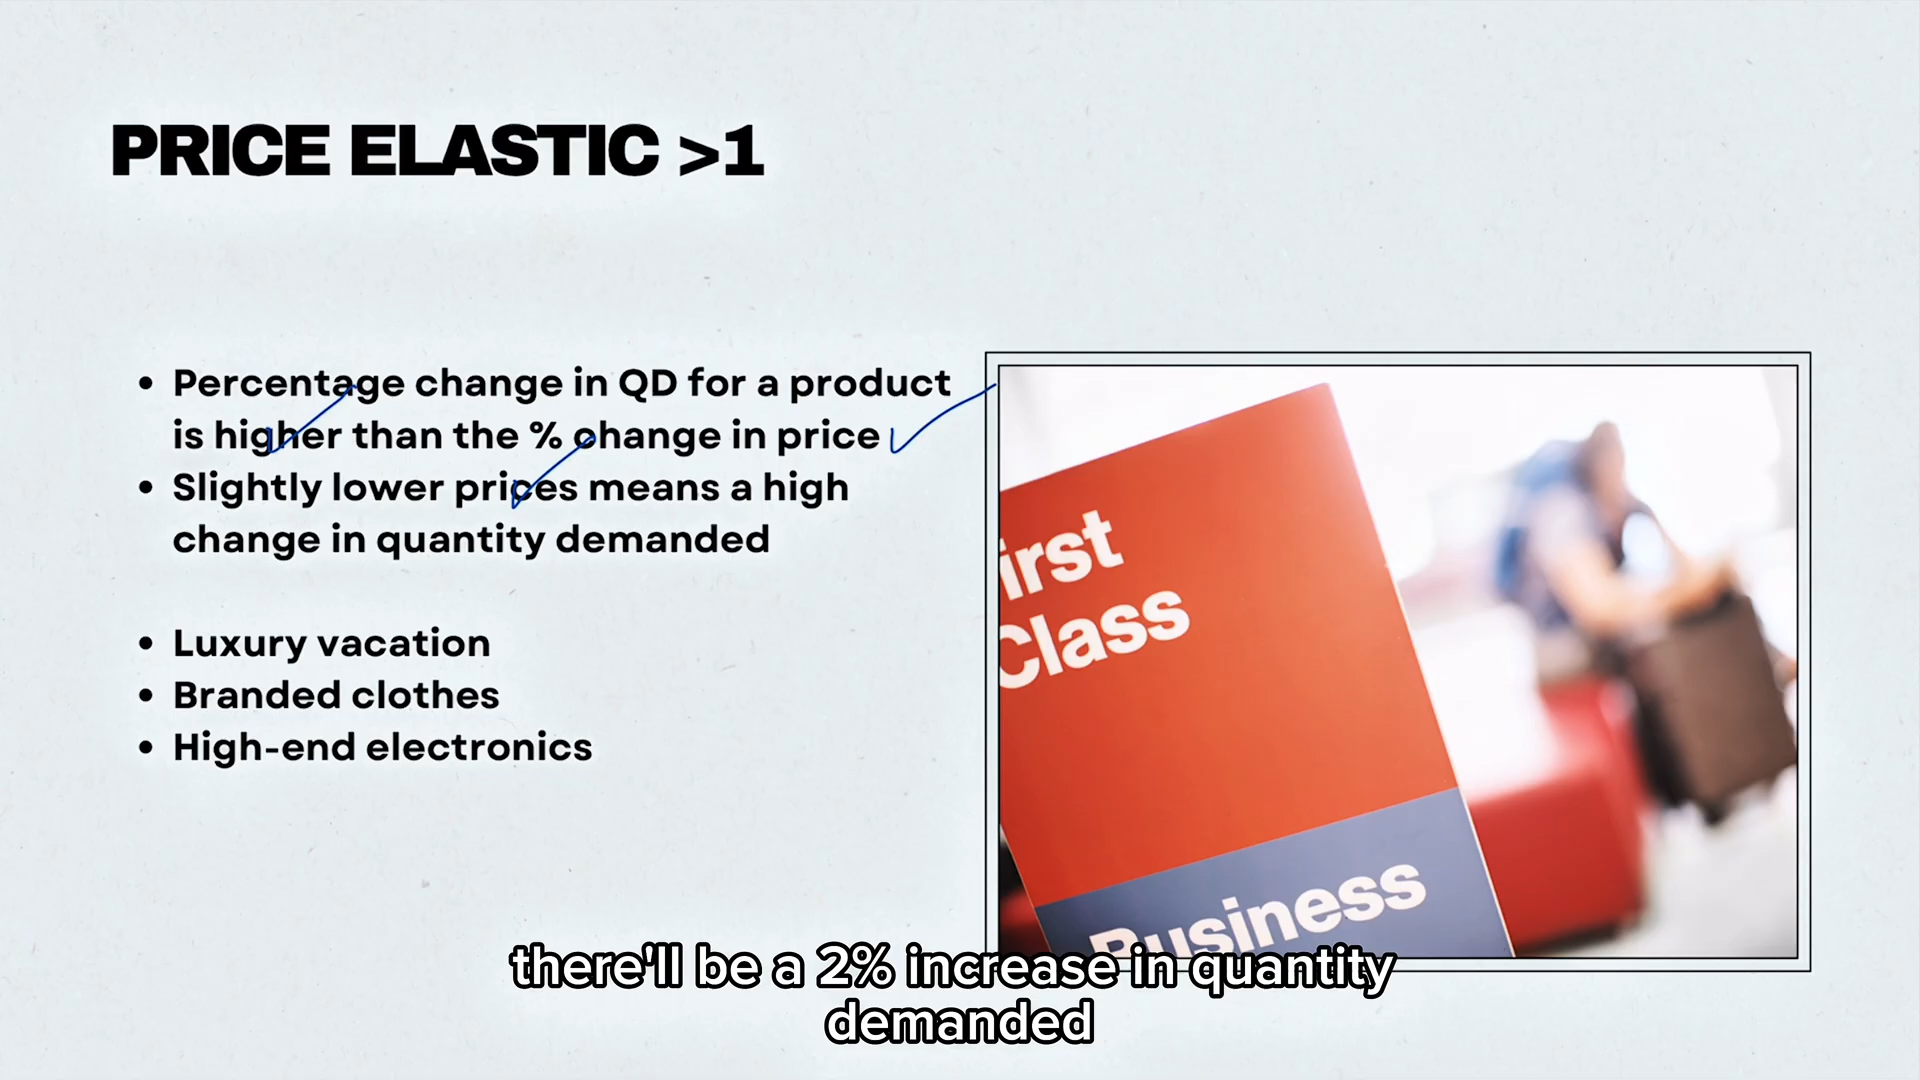 PRICE ELASTIC >1
• Percentage change in QD for a product
is higher than the % change in price
• Slightly lower prices means a high
change in quantity demanded
• Luxury vacation
• Branded clothes
• High-end electronics
irst
Class
Business
there'll be a 2% increase in quantity
demanded